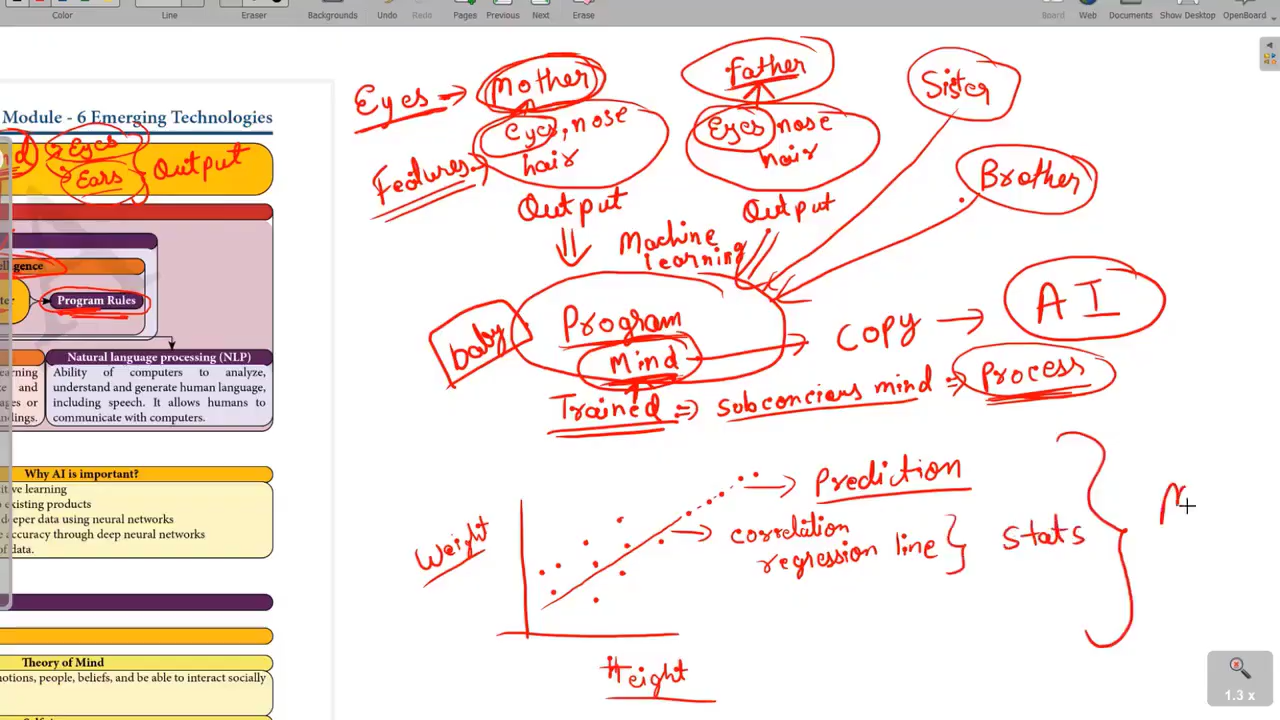 Color Line Eraser Backgrounds Undo Redo Pages Previous Next Erase Board Web Documents Show Desktop OpenBoard
Module - 6 Emerging Technologies
Eyes
Ears
Output
Program Rules
Natural language processing (NLP)
Ability of computers to analyze,
understand and generate human language,
including speech. It allows humans to
communicate with computers.
and
or
Why AI is important?
existing products
deeper data using neural networks
accuracy through deep neural networks
of data.
Theory of Mind
people, beliefs, and be able to interact socially
Eyes → Mother
Father
Sister
Features
eyes, nose
hair
Eyes nose
hair
Brother
Output
Output
Machine
learning
baby
Program
Mind
COPY → AI
Trained => subconcious mind => Process
Weight
Height
Prediction
correlation
regression line } Stats
1.3 x